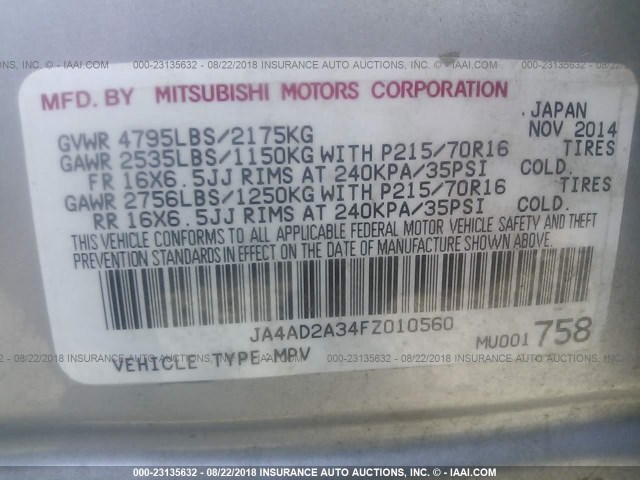 000-23135632 - 08/22/2018 INSURANCE AUTO AUCTIONS, INC. - © IAAI.COM
MFD. BY MITSUBISHI MOTORS CORPORATION
. JAPAN
GVWR 4795LBS/2175KG NOV 2014
GAWR 2535LBS/1150KG WITH P215/70R16 TIRES
FR 16X6.5JJ RIMS AT 240KPA/35PSI COLD.
GAWR 2756LBS/1250KG WITH P215/70R16 TIRES
RR 16X6.5JJ RIMS AT 240KPA/35PSI COLD.
THIS VEHICLE CONFORMS TO ALL APPLICABLE FEDERAL MOTOR VEHICLE SAFETY AND THEFT
PREVENTION STANDARDS IN EFFECT ON THE DATE OF MANUFACTURE SHOWN ABOVE.
JA4AD2A34FZ010560
VEHICLE TYPE MPV MU001 758
000-23135632 - 08/22/2018 INSURANCE AUTO AUCTIONS, INC. - © IAAI.COM